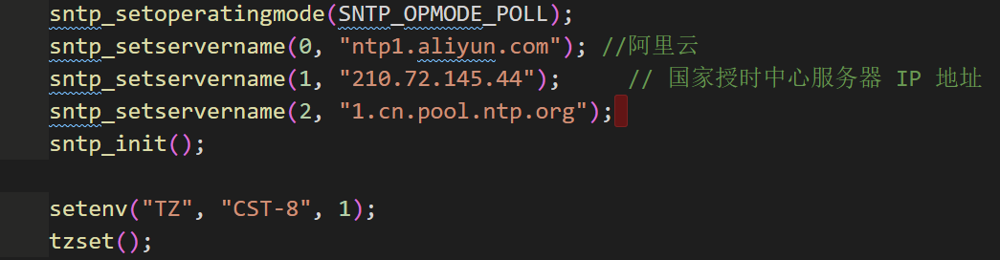 sntp_setoperatingmode(SNTP_OPMODE_POLL);
sntp_setservername(0, "ntp1.aliyun.com"); //阿里云
sntp_setservername(1, "210.72.145.44");     // 国家授时中心服务器 IP 地址
sntp_setservername(2, "1.cn.pool.ntp.org");
sntp_init();
setenv("TZ", "CST-8", 1);
tzset();